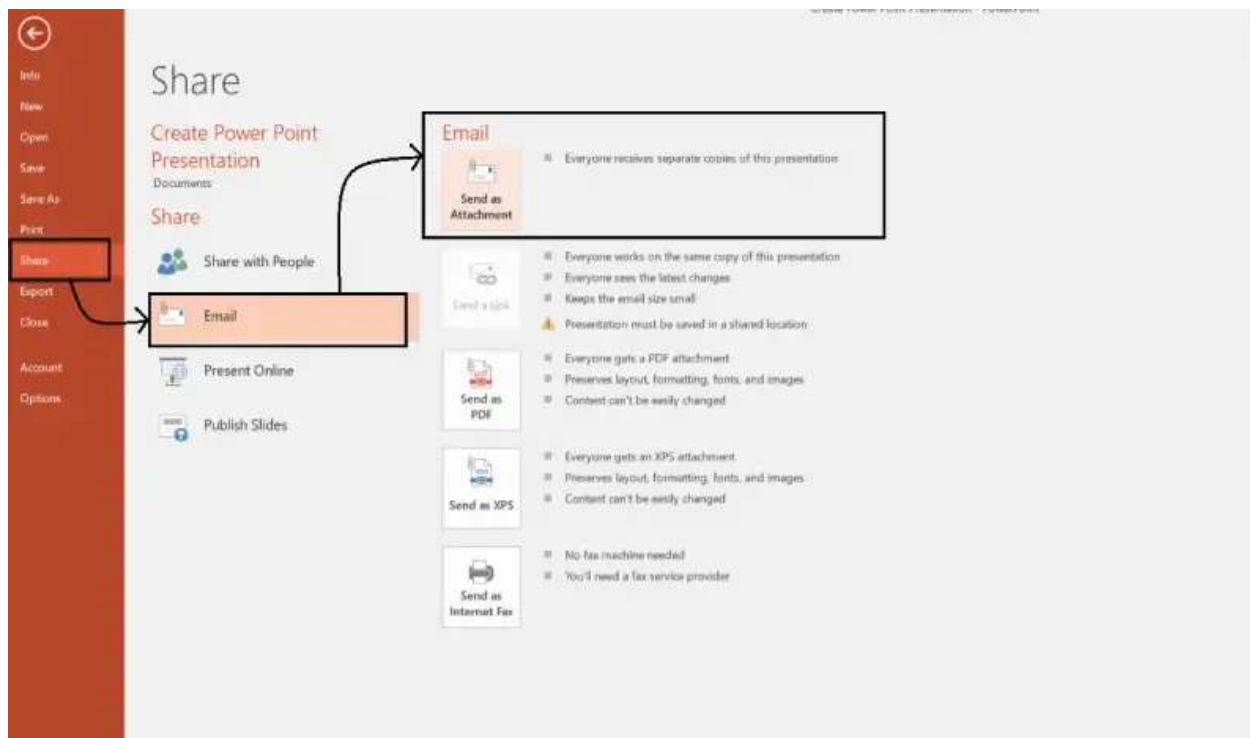 Create Power Point Presentation - PowerPoint
Info
New
Open
Save
Save As
Print
Share
Export
Close
Account
Options
Share
Create Power Point
Presentation
Documents
Share
Share with People
Email
Present Online
Publish Slides
Email
Send as
Attachment
Everyone receives separate copies of this presentation
Send a Link
Everyone works on the same copy of this presentation
Everyone sees the latest changes
Keeps the email size small
Presentation must be saved in a shared location
Send as
PDF
Everyone gets a PDF attachment
Preserves layout, formatting, fonts, and images
Content can't be easily changed
Send as XPS
Everyone gets an XPS attachment
Preserves layout, formatting, fonts, and images
Content can't be easily changed
Send as
Internet Fax
No fax machine needed
You'll need a fax service provider